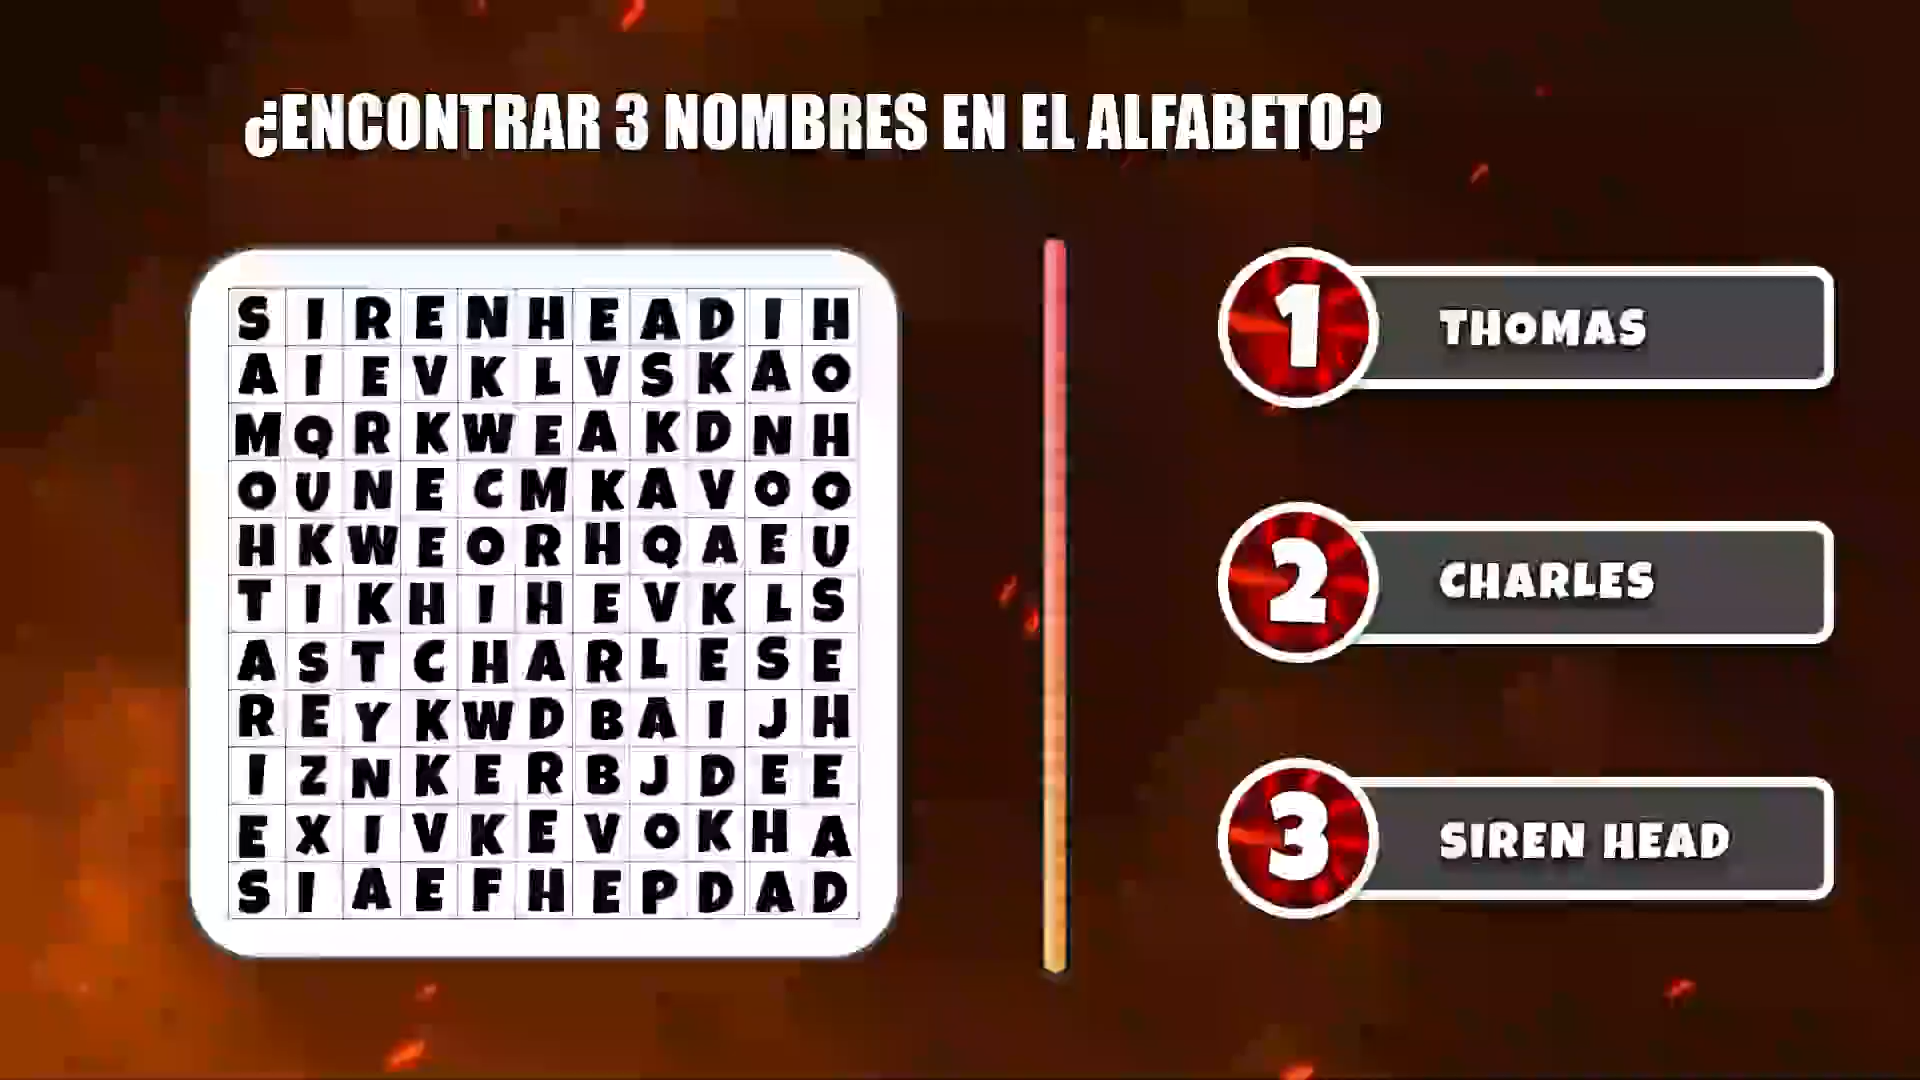 ¿ENCONTRAR 3 NOMBRES EN EL ALFABETO?
S I R E N H E A D I H
A I E V K L V S K A O
M Q R K W E A K D N H
O U N E C M K A V O O
H K W E O R H Q A E U
T I K H I H E V K L S
A S T C H A R L E S E
R E Y K W D B A I J H
I Z N K E R B J D E E
E X I V K E V O K H A
S I A E F H E P D A D
1 THOMAS
2 CHARLES
3 SIREN HEAD